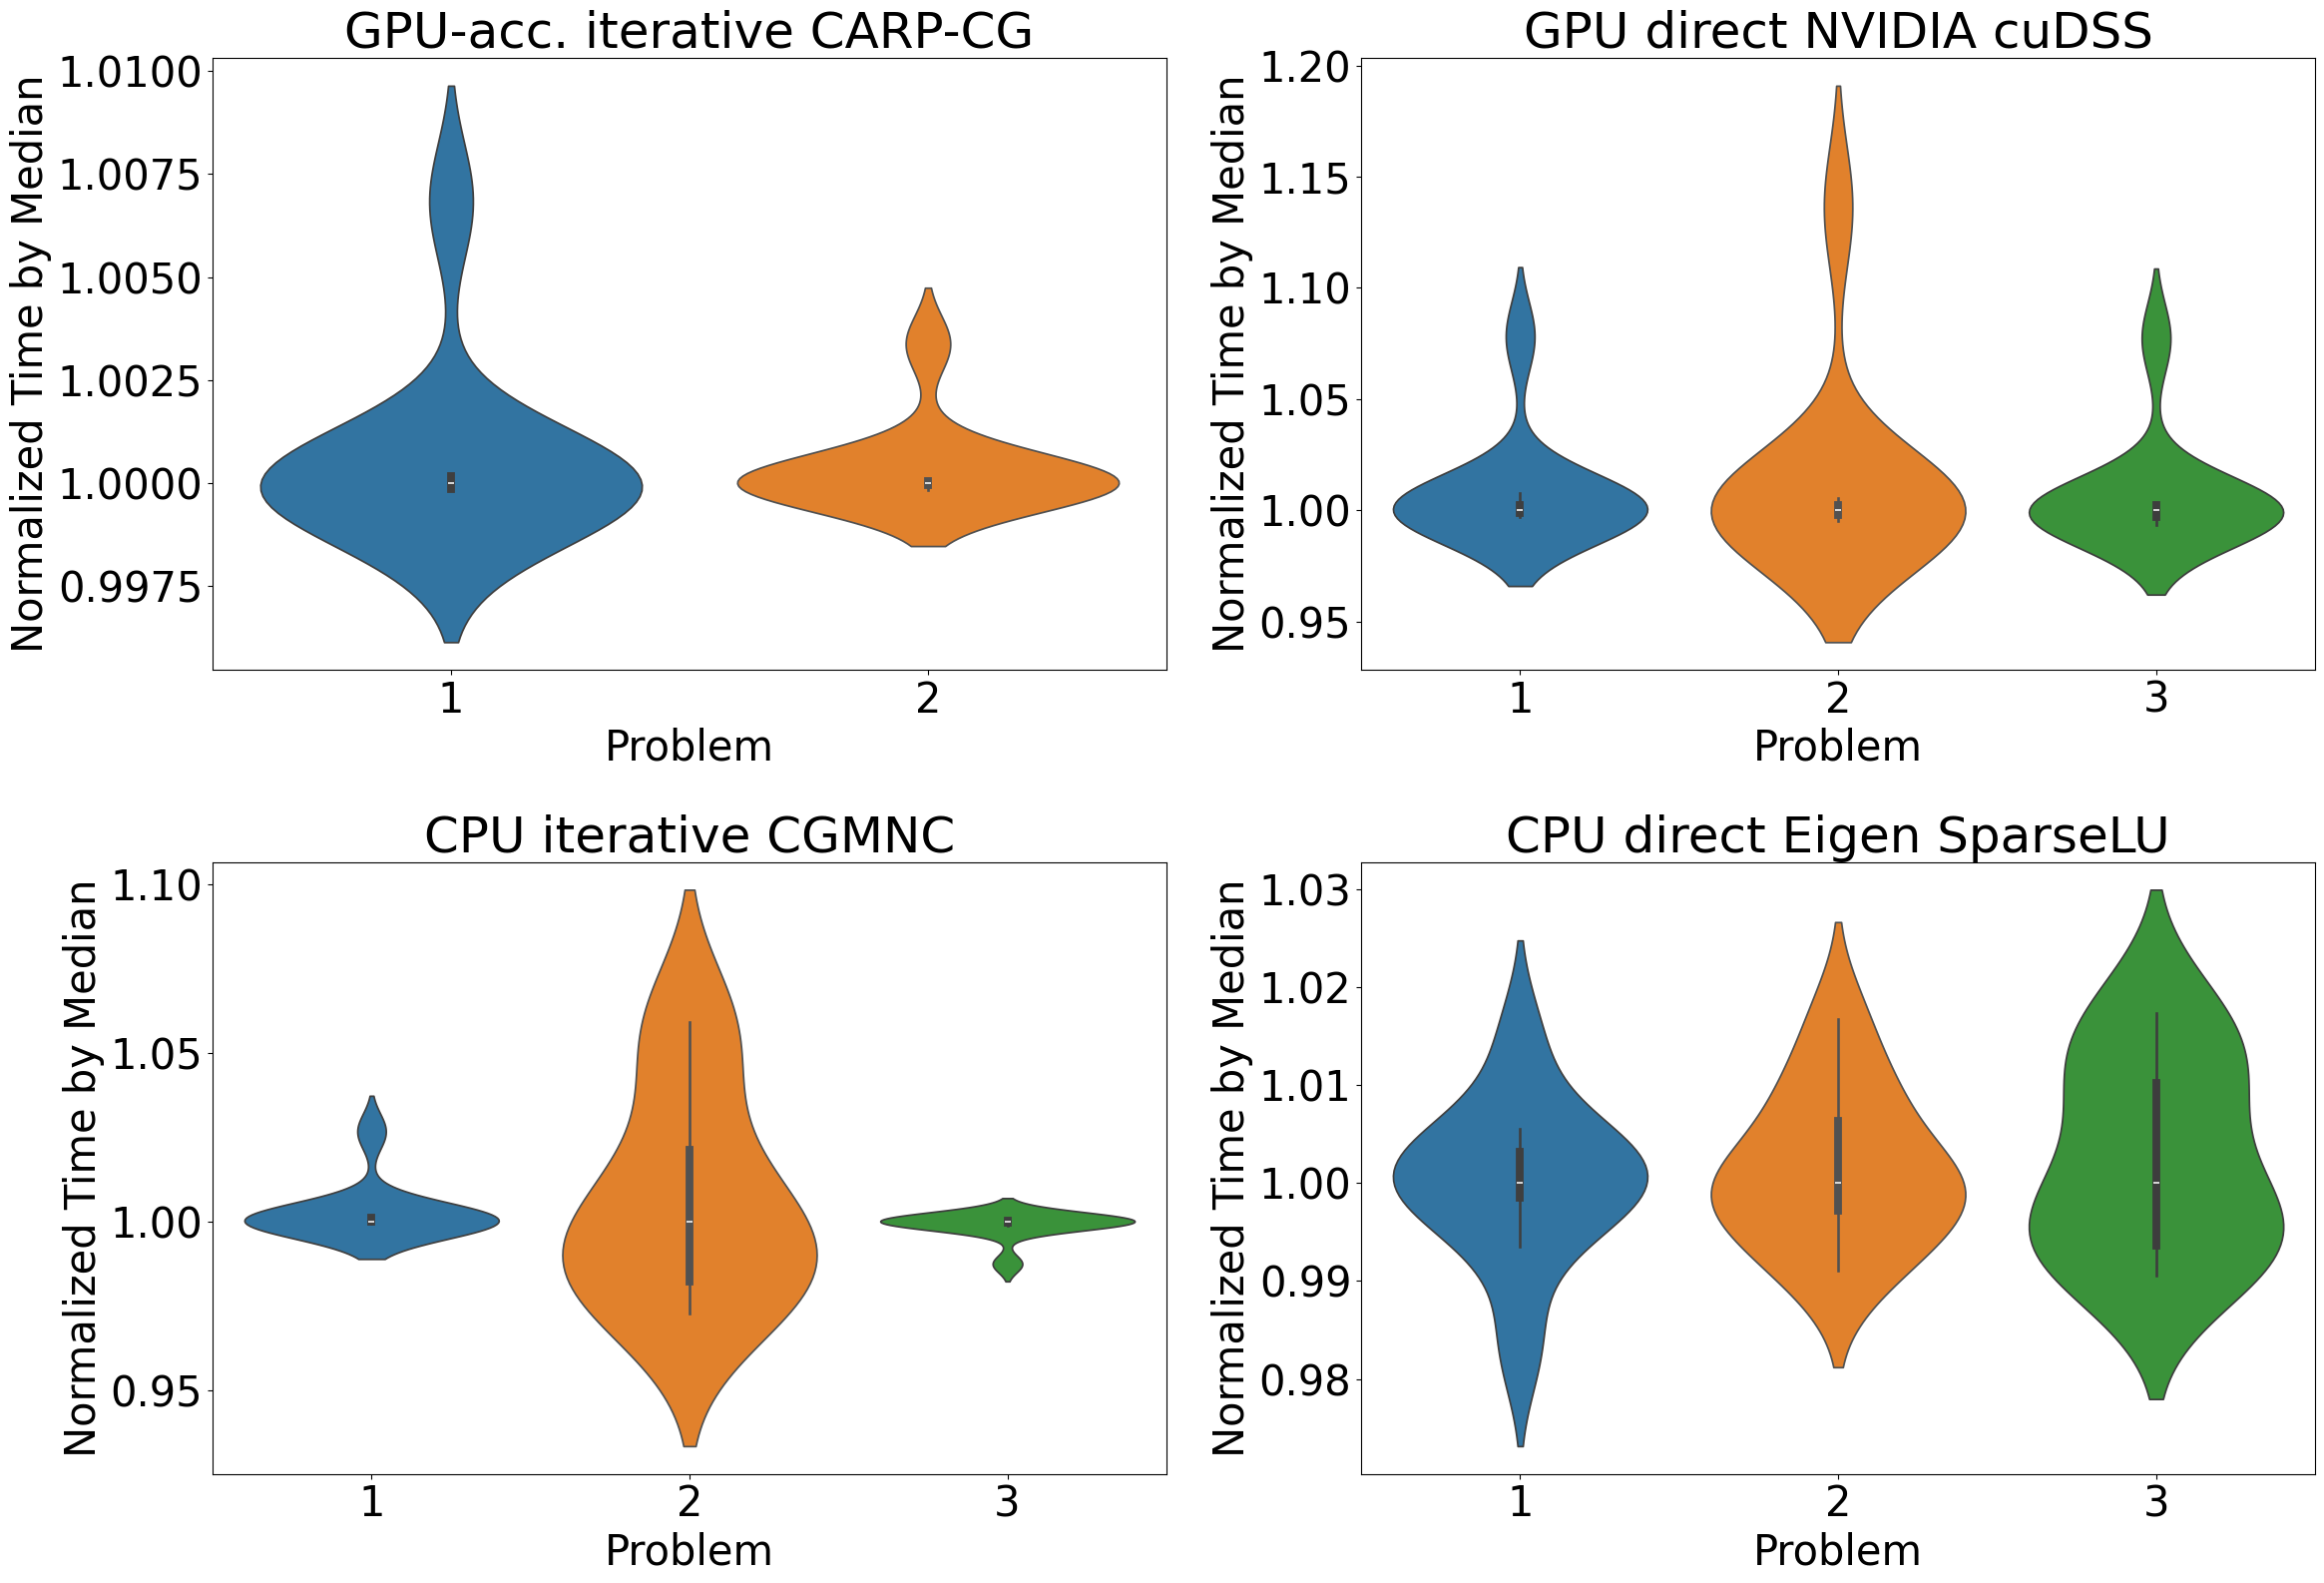 GPU-acc. iterative CARP-CG
Normalized Time by Median
1.0100
1.0075
1.0050
1.0025
1.0000
0.9975
1 2
Problem
GPU direct NVIDIA cuDSS
Normalized Time by Median
1.20
1.15
1.10
1.05
1.00
0.95
1 2 3
Problem
CPU iterative CGMNC
Normalized Time by Median
1.10
1.05
1.00
0.95
1 2 3
Problem
CPU direct Eigen SparseLU
Normalized Time by Median
1.03
1.02
1.01
1.00
0.99
0.98
1 2 3
Problem